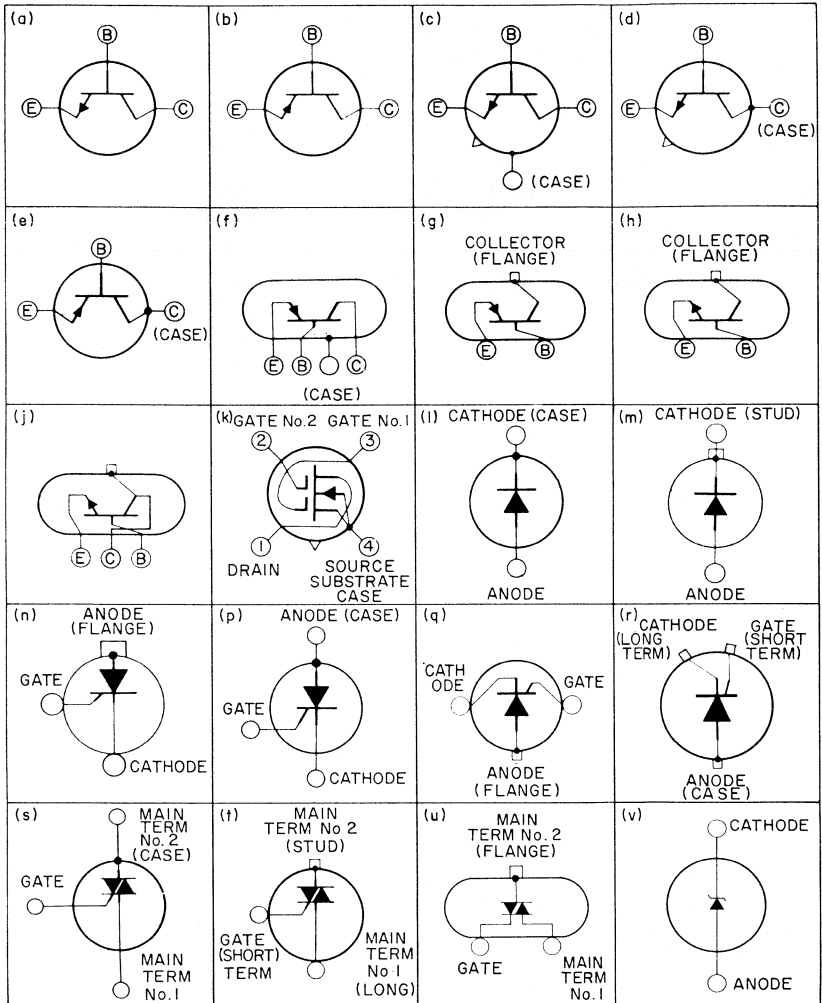 (a)
B
E
C
(b)
B
E
C
(c)
B
E
C
(CASE)
(d)
B
E
C
(CASE)
(e)
B
E
C
(CASE)
(f)
E
B
C
(CASE)
(g)
COLLECTOR
(FLANGE)
E
B
(h)
COLLECTOR
(FLANGE)
E
B
(j)
E
C
B
(k) GATE No.2 GATE No.1
2
3
1
4
DRAIN
SOURCE
SUBSTRATE
CASE
(l)
CATHODE (CASE)
ANODE
(m)
CATHODE (STUD)
ANODE
(n)
ANODE
(FLANGE)
GATE
CATHODE
(p)
ANODE (CASE)
GATE
CATHODE
(q)
CATH
ODE
GATE
ANODE
(FLANGE)
(r)
CATHODE
(LONG
TERM)
GATE
(SHORT
TERM)
ANODE
(CASE)
(s)
MAIN
TERM
No.2
(CASE)
GATE
MAIN
TERM
No.1
(t)
MAIN
TERM No 2
(STUD)
GATE
(SHORT)
TERM
MAIN
TERM
No 1
(LONG)
(u)
MAIN
TERM No. 2
(FLANGE)
GATE
MAIN
TERM No.1
(v)
CATHODE
ANODE